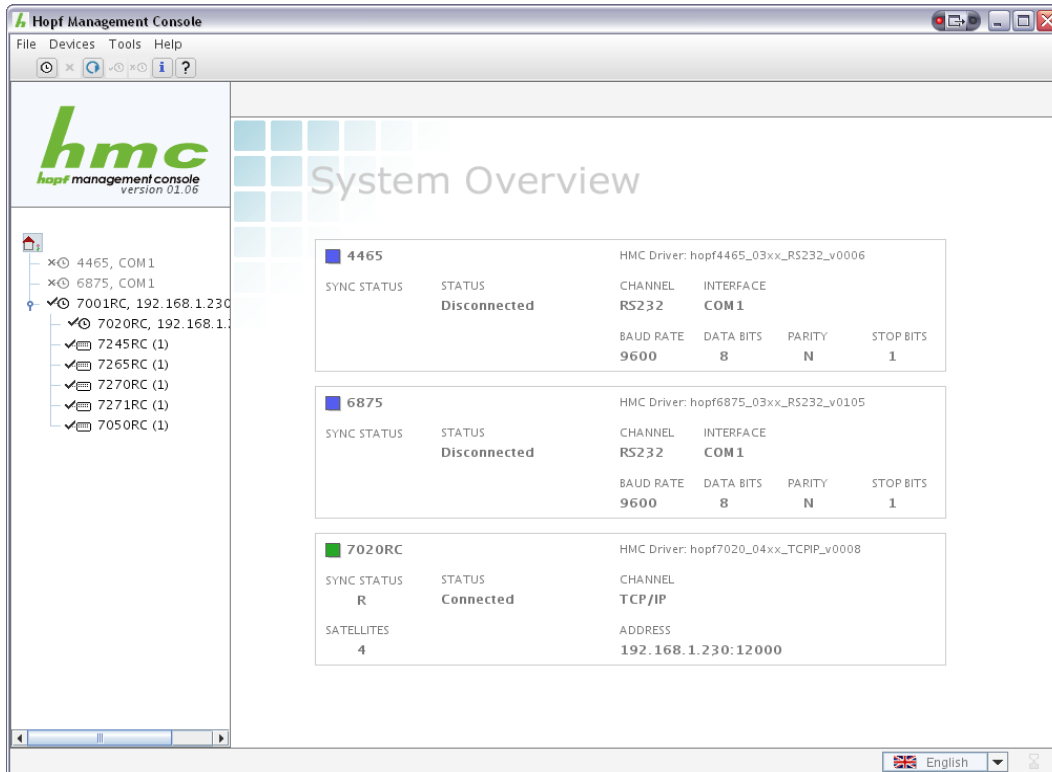 Hopf Management Console
File Devices Tools Help
hmc
hopf management console
version 01.06
4465, COM1
6875, COM1
7001RC, 192.168.1.230
7020RC, 192.168.1.
7245RC (1)
7265RC (1)
7270RC (1)
7271RC (1)
7050RC (1)
System Overview
4465 HMC Driver: hopf4465_03xx_RS232_v0006
SYNC STATUS STATUS CHANNEL INTERFACE
Disconnected RS232 COM1
BAUD RATE DATA BITS PARITY STOP BITS
9600 8 N 1
6875 HMC Driver: hopf6875_03xx_RS232_v0105
SYNC STATUS STATUS CHANNEL INTERFACE
Disconnected RS232 COM1
BAUD RATE DATA BITS PARITY STOP BITS
9600 8 N 1
7020RC HMC Driver: hopf7020_04xx_TCPIP_v0008
SYNC STATUS STATUS CHANNEL
R Connected TCP/IP
SATELLITES ADDRESS
4 192.168.1.230:12000
English